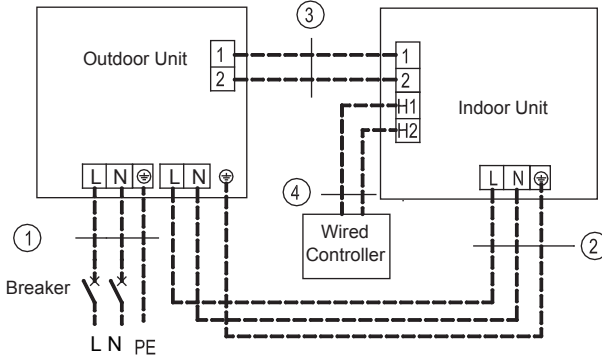 3
Outdoor Unit
1
2
1
2
H1
H2
Indoor Unit
L N ⏚ L N ⏚
L N ⏚
4
Wired
Controller
1
2
Breaker
L N PE